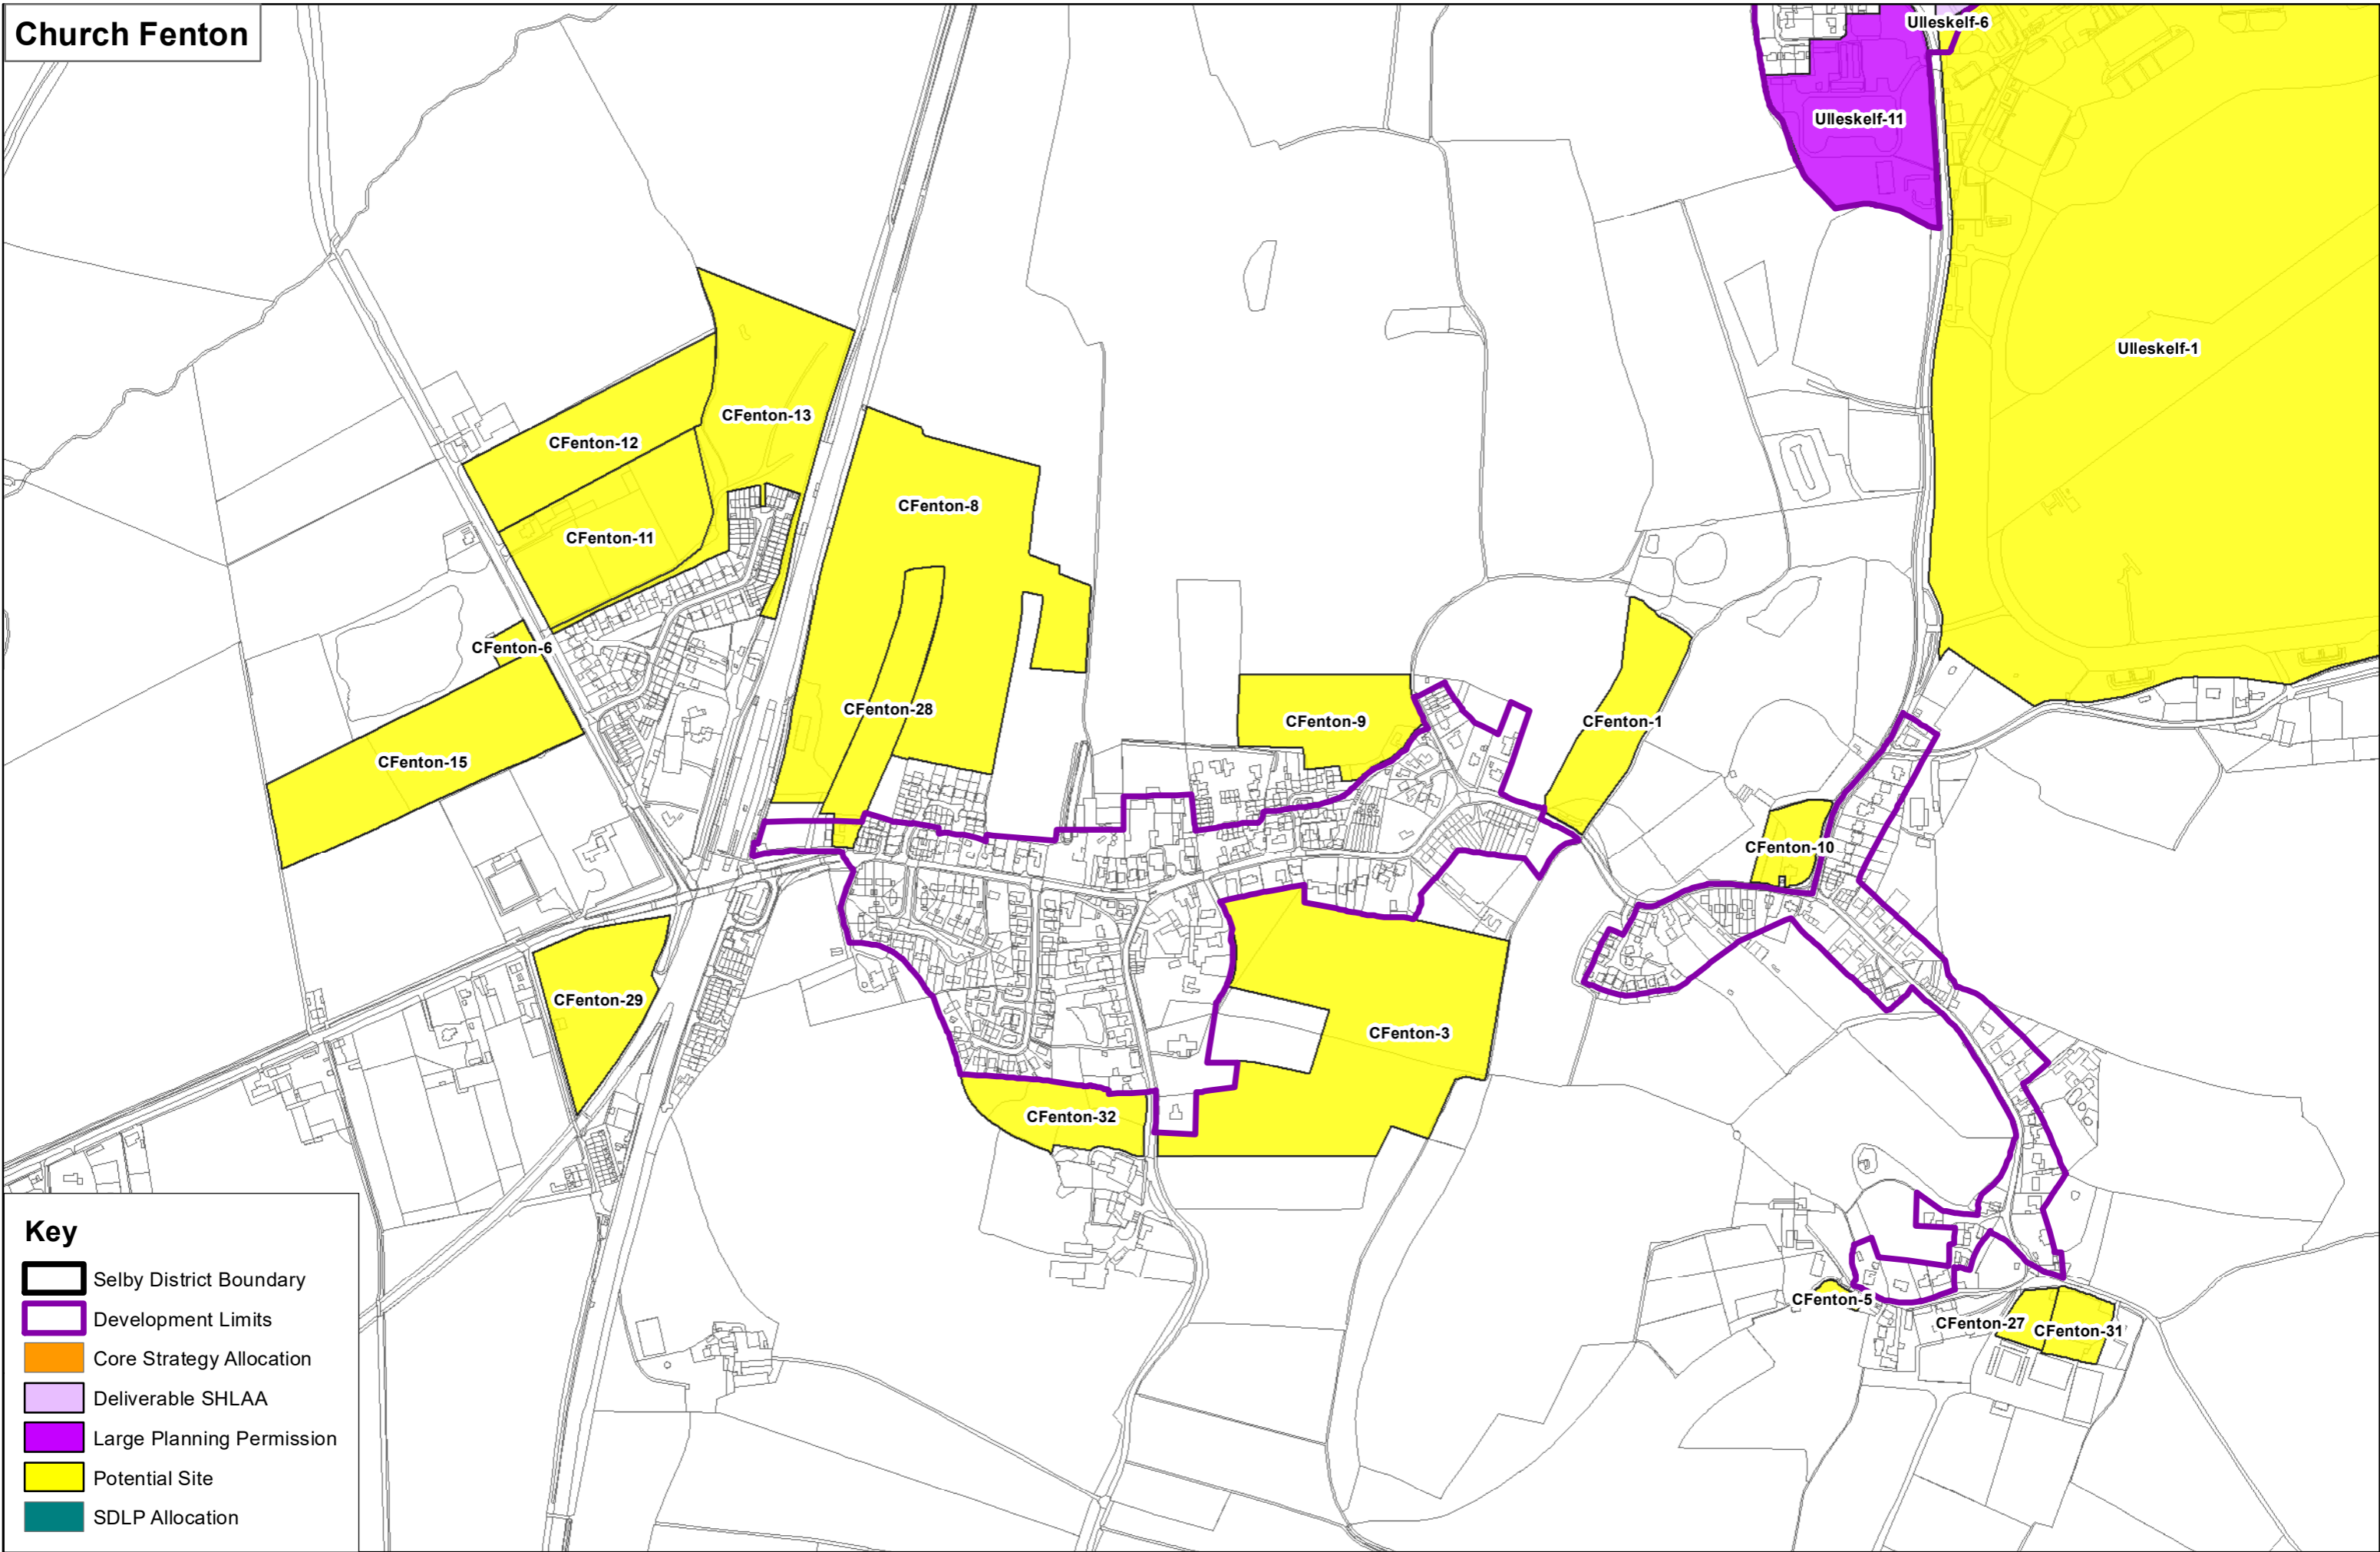 Church Fenton
Ulleskelf-6
Ulleskelf-11
Ulleskelf-1
CFenton-13
CFenton-12
CFenton-8
CFenton-11
CFenton-6
CFenton-28
CFenton-9
CFenton-1
CFenton-15
CFenton-10
CFenton-29
CFenton-3
CFenton-32
CFenton-5
CFenton-27
CFenton-31
Key
Selby District Boundary
Development Limits
Core Strategy Allocation
Deliverable SHLAA
Large Planning Permission
Potential Site
SDLP Allocation